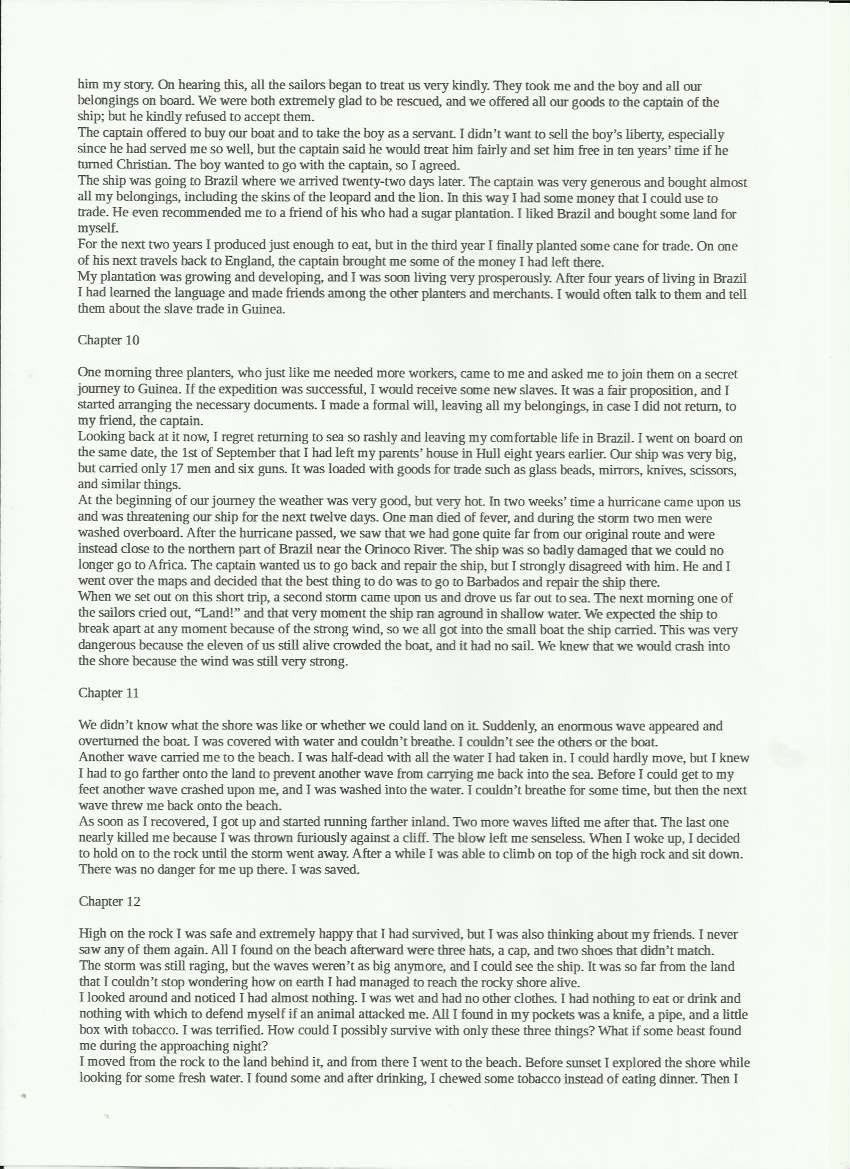 him my story. On hearing this, all the sailors began to treat us very kindly. They took me and the boy and all our
belongings on board. We were both extremely glad to be rescued, and we offered all our goods to the captain of the
ship; but he kindly refused to accept them.
The captain offered to buy our boat and to take the boy as a servant. I didn’t want to sell the boy’s liberty, especially
since he had served me so well, but the captain said he would treat him fairly and set him free in ten years’ time if he
turned Christian. The boy wanted to go with the captain, so I agreed.
The ship was going to Brazil where we arrived twenty-two days later. The captain was very generous and bought almost
all my belongings, including the skins of the leopard and the lion. In this way I had some money that I could use to
trade. He even recommended me to a friend of his who had a sugar plantation. I liked Brazil and bought some land for
myself.
For the next two years I produced just enough to eat, but in the third year I finally planted some cane for trade. On one
of his next travels back to England, the captain brought me some of the money I had left there.
My plantation was growing and developing, and I was soon living very prosperously. After four years of living in Brazil
I had learned the language and made friends among the other planters and merchants. I would often talk to them and tell
them about the slave trade in Guinea.
Chapter 10
One morning three planters, who just like me needed more workers, came to me and asked me to join them on a secret
journey to Guinea. If the expedition was successful, I would receive some new slaves. It was a fair proposition, and I
started arranging the necessary documents. I made a formal will, leaving all my belongings, in case I did not return, to
my friend, the captain.
Looking back at it now, I regret returning to sea so rashly and leaving my comfortable life in Brazil. I went on board on
the same date, the 1st of September that I had left my parents’ house in Hull eight years earlier. Our ship was very big,
but carried only 17 men and six guns. It was loaded with goods for trade such as glass beads, mirrors, knives, scissors,
and similar things.
At the beginning of our journey the weather was very good, but very hot. In two weeks’ time a hurricane came upon us
and was threatening our ship for the next twelve days. One man died of fever, and during the storm two men were
washed overboard. After the hurricane passed, we saw that we had gone quite far from our original route and were
instead close to the northern part of Brazil near the Orinoco River. The ship was so badly damaged that we could no
longer go to Africa. The captain wanted us to go back and repair the ship, but I strongly disagreed with him. He and I
went over the maps and decided that the best thing to do was to go to Barbados and repair the ship there.
When we set out on this short trip, a second storm came upon us and drove us far out to sea. The next morning one of
the sailors cried out, “Land!” and that very moment the ship ran aground in shallow water. We expected the ship to
break apart at any moment because of the strong wind, so we all got into the small boat the ship carried. This was very
dangerous because the eleven of us still alive crowded the boat, and it had no sail. We knew that we would crash into
the shore because the wind was still very strong.
Chapter 11
We didn’t know what the shore was like or whether we could land on it. Suddenly, an enormous wave appeared and
overturned the boat. I was covered with water and couldn’t breathe. I couldn’t see the others or the boat.
Another wave carried me to the beach. I was half-dead with all the water I had taken in. I could hardly move, but I knew
I had to go farther onto the land to prevent another wave from carrying me back into the sea. Before I could get to my
feet another wave crashed upon me, and I was washed into the water. I couldn’t breathe for some time, but then the next
wave threw me back onto the beach.
As soon as I recovered, I got up and started running farther inland. Two more waves lifted me after that. The last one
nearly killed me because I was thrown furiously against a cliff. The blow left me senseless. When I woke up, I decided
to hold on to the rock until the storm went away. After a while I was able to climb on top of the high rock and sit down.
There was no danger for me up there. I was saved.
Chapter 12
High on the rock I was safe and extremely happy that I had survived, but I was also thinking about my friends. I never
saw any of them again. All I found on the beach afterward were three hats, a cap, and two shoes that didn’t match.
The storm was still raging, but the waves weren’t as big anymore, and I could see the ship. It was so far from the land
that I couldn’t stop wondering how on earth I had managed to reach the rocky shore alive.
I looked around and noticed I had almost nothing. I was wet and had no other clothes. I had nothing to eat or drink and
nothing with which to defend myself if an animal attacked me. All I found in my pockets was a knife, a pipe, and a little
box with tobacco. I was terrified. How could I possibly survive with only these three things? What if some beast found
me during the approaching night?
I moved from the rock to the land behind it, and from there I went to the beach. Before sunset I explored the shore while
looking for some fresh water. I found some and after drinking, I chewed some tobacco instead of eating dinner. Then I